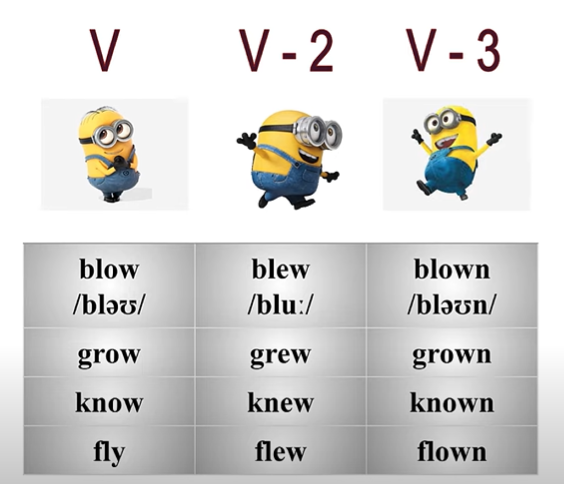 V V - 2 V - 3
blow blew blown
/bləʊ/ /bluː/ /bləʊn/
grow grew grown
know knew known
fly flew flown